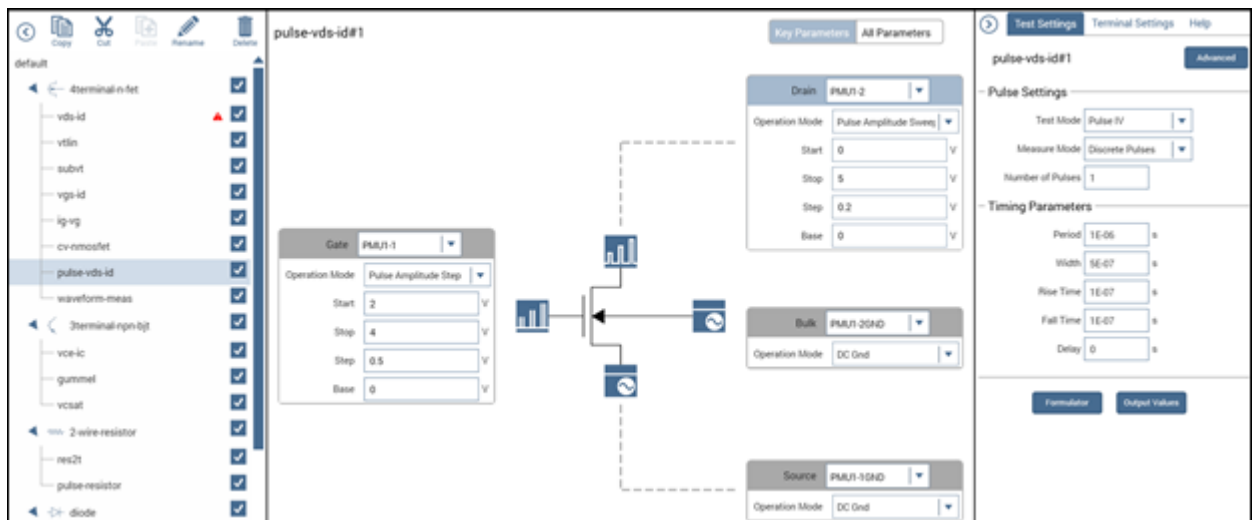 Copy Cut Paste Rename Delete
default
4terminal-n-fet
vds-id
vtlin
subvt
vgs-id
ig-vg
cv-nmosfet
pulse-vds-id
waveform-meas
3terminal-npn-bjt
vce-ic
gummel
vcsat
2-wire-resistor
res2t
pulse-resistor
diode
pulse-vds-id#1
Key Parameters All Parameters
Gate PMU1-1
Operation Mode Pulse Amplitude Step
Start 2 V
Stop 4 V
Step 0.5 V
Base 0 V
Drain PMU1-2
Operation Mode Pulse Amplitude Sweep
Start 0 V
Stop 5 V
Step 0.2 V
Base 0 V
Bulk PMU1-2GND
Operation Mode DC Gnd
Source PMU1-1GND
Operation Mode DC Gnd
Test Settings Terminal Settings Help
pulse-vds-id#1 Advanced
Pulse Settings
Test Mode Pulse IV
Measure Mode Discrete Pulses
Number of Pulses 1
Timing Parameters
Period 1E-06 s
Width 5E-07 s
Rise Time 1E-07 s
Fall Time 1E-07 s
Delay 0 s
Formulator Output Values